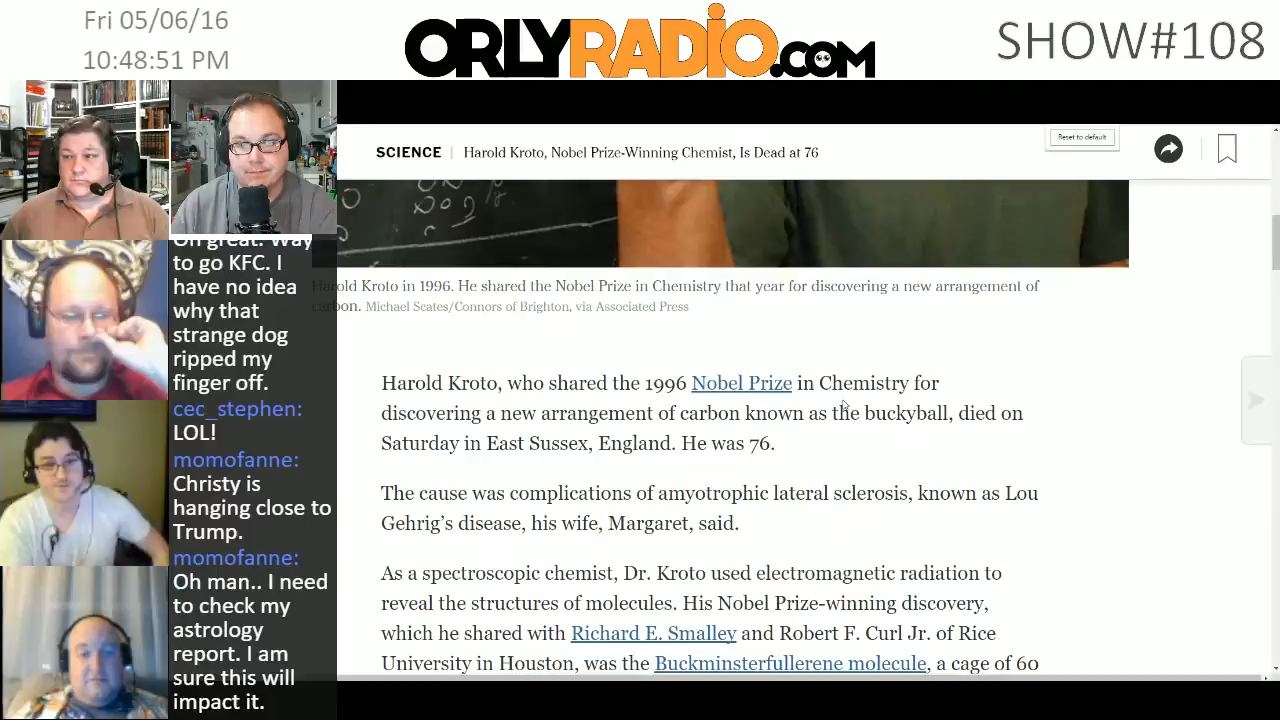 Fri 05/06/16
10:48:51 PM
ORLYRADiO.COM
SHOW#108
Oh great. Way
to go KFC. I
have no idea
why that
strange dog
ripped my
finger off.
cec_stephen:
LOL!
momofanne:
Christy is
hanging close to
Trump.
momofanne:
Oh man.. I need
to check my
astrology
report. I am
sure this will
impact it.
Reset to default
SCIENCE | Harold Kroto, Nobel Prize-Winning Chemist, Is Dead at 76
Harold Kroto in 1996. He shared the Nobel Prize in Chemistry that year for discovering a new arrangement of
carbon. Michael Scates/Connors of Brighton, via Associated Press
Harold Kroto, who shared the 1996 Nobel Prize in Chemistry for
discovering a new arrangement of carbon known as the buckyball, died on
Saturday in East Sussex, England. He was 76.
The cause was complications of amyotrophic lateral sclerosis, known as Lou
Gehrig's disease, his wife, Margaret, said.
As a spectroscopic chemist, Dr. Kroto used electromagnetic radiation to
reveal the structures of molecules. His Nobel Prize-winning discovery,
which he shared with Richard E. Smalley and Robert F. Curl Jr. of Rice
University in Houston, was the Buckminsterfullerene molecule, a cage of 60